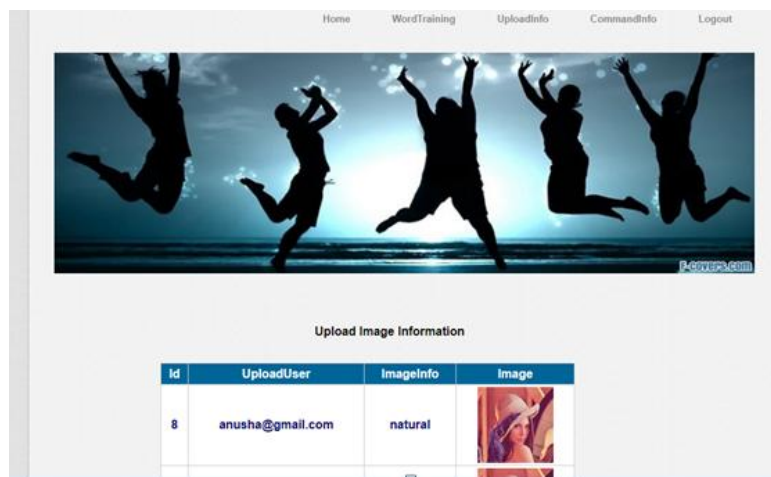 Home WordTraining UploadInfo CommandInfo Logout
F-COVERS.COM
Upload Image Information
Id UploadUser ImageInfo Image
8 anusha@gmail.com natural